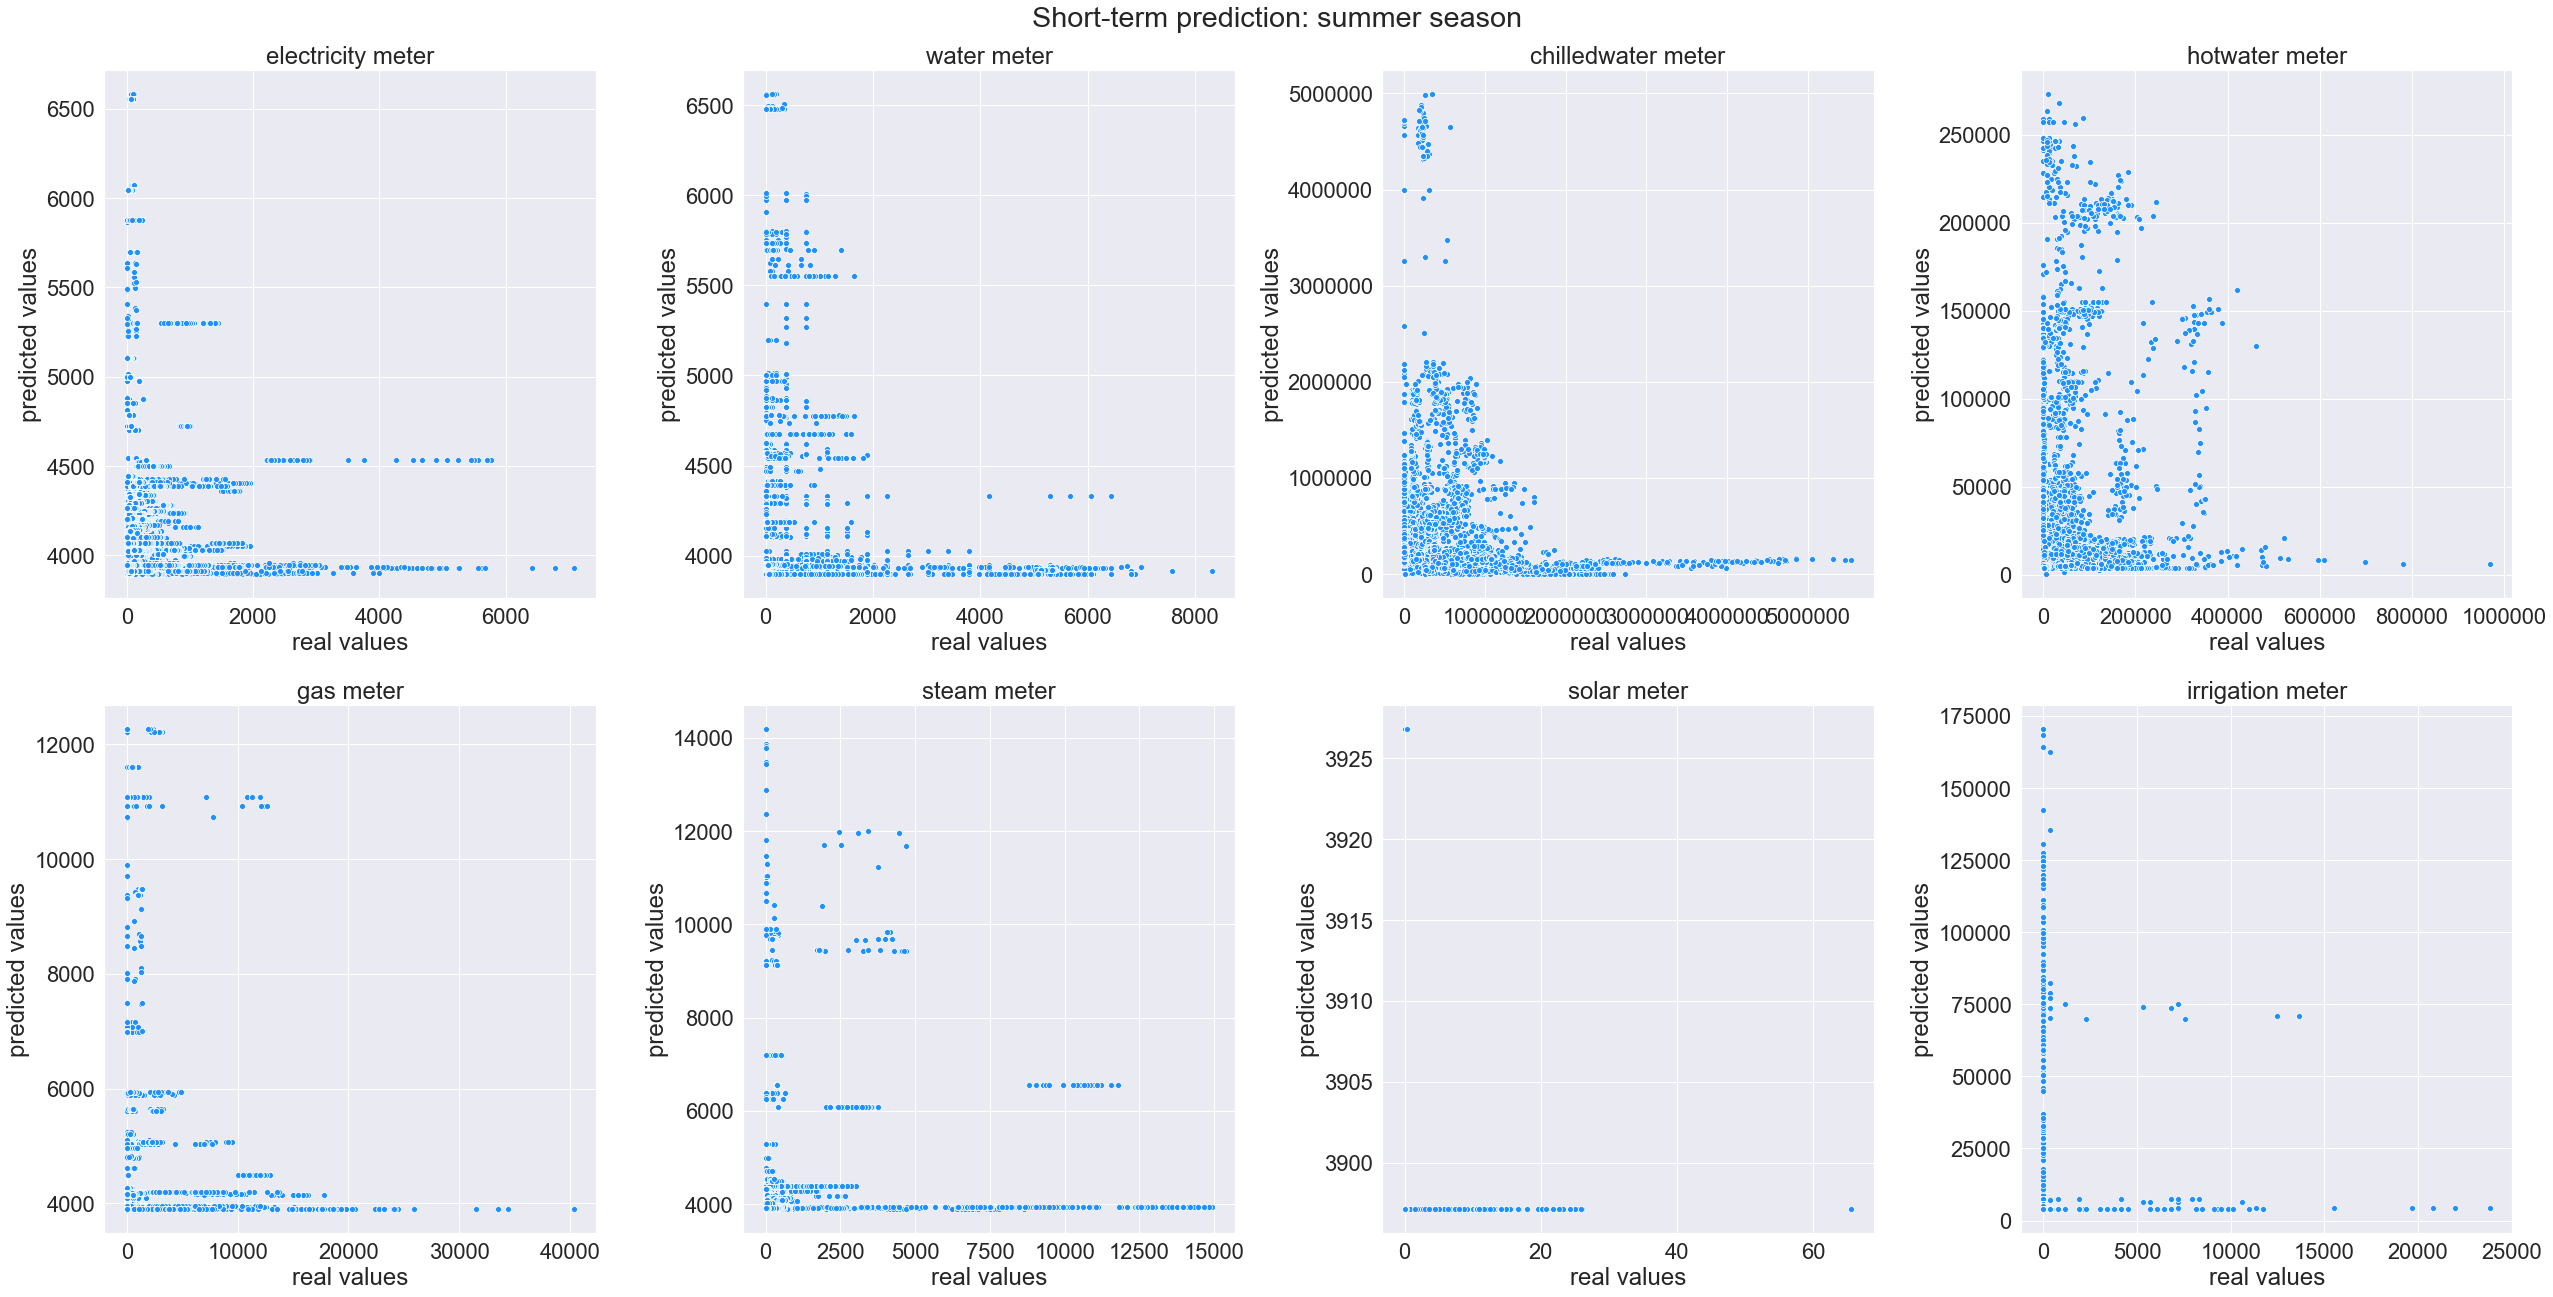 Short-term prediction: summer season
electricity meter
predicted values
6500
6000
5500
5000
4500
4000
0 2000 4000 6000
real values
water meter
predicted values
6500
6000
5500
5000
4500
4000
0 2000 4000 6000 8000
real values
chilledwater meter
predicted values
5000000
4000000
3000000
2000000
1000000
0
0 1000000 2000000 3000000 4000000 5000000
real values
hotwater meter
predicted values
250000
200000
150000
100000
50000
0
0 200000 400000 600000 800000 1000000
real values
gas meter
predicted values
12000
10000
8000
6000
4000
0 10000 20000 30000 40000
real values
steam meter
predicted values
14000
12000
10000
8000
6000
4000
0 2500 5000 7500 10000 12500 15000
real values
solar meter
predicted values
3925
3920
3915
3910
3905
3900
0 20 40 60
real values
irrigation meter
predicted values
175000
150000
125000
100000
75000
50000
25000
0
0 5000 10000 15000 20000 25000
real values